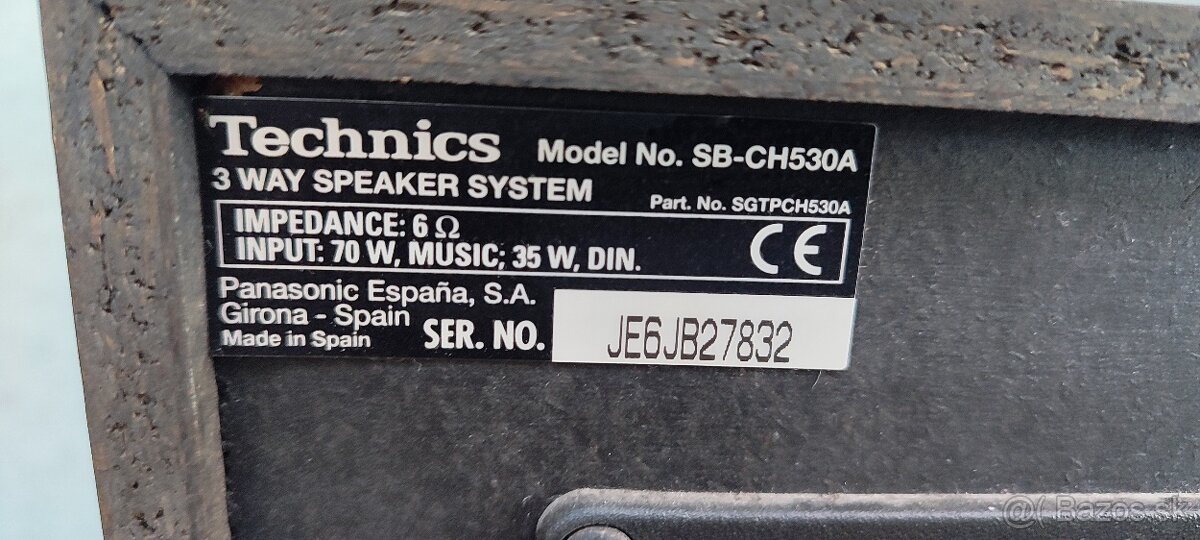 Technics Model No. SB-CH530A
3 WAY SPEAKER SYSTEM Part. No. SGTPCH530A
IMPEDANCE: 6 Ω
INPUT: 70 W, MUSIC; 35 W, DIN. CE
Panasonic España, S.A.
Girona - Spain
Made in Spain SER. NO. JE6JB27832
@( Bazos.sk